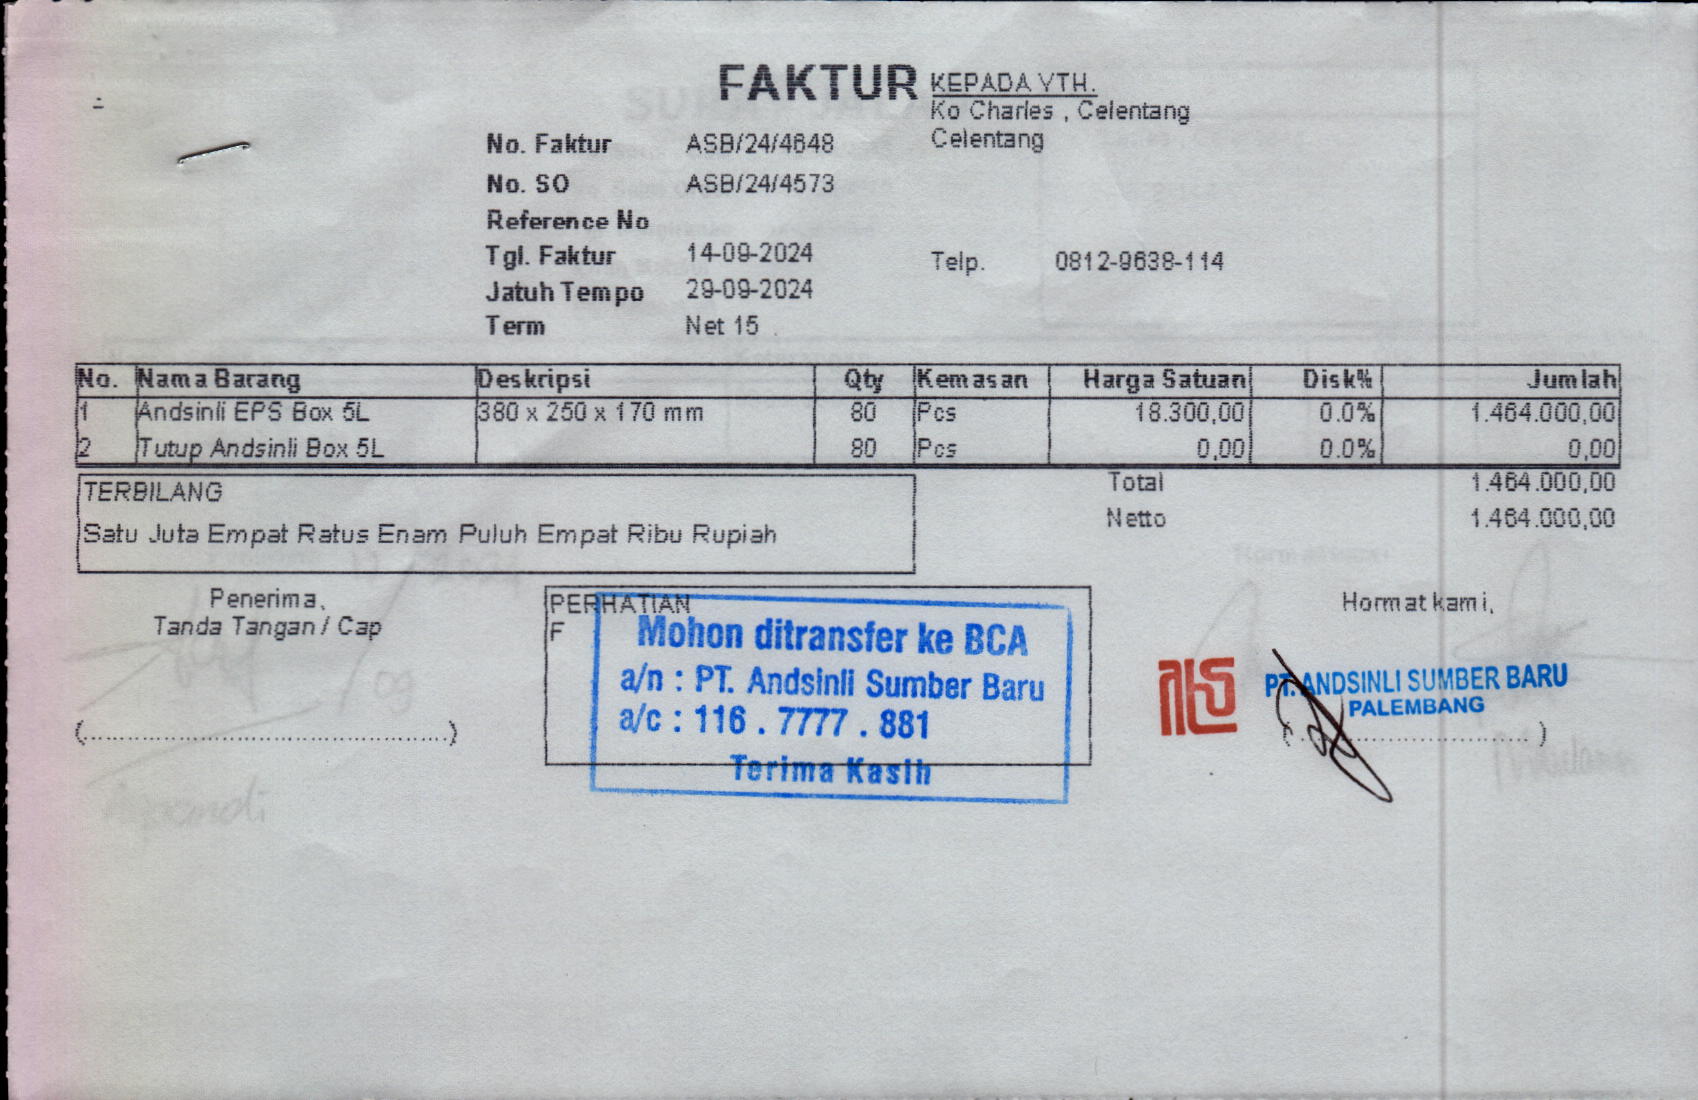 FAKTUR
KEPADA YTH.
Ko Charles , Celentang
Celentang
No. Faktur ASB/24/4648
No. SO ASB/24/4573
Reference No
Tgl. Faktur 14-09-2024
Telp. 0812-9638-114
Jatuh Tempo 29-09-2024
Term Net 15
No. Nama Barang Deskripsi Qty Kemasan Harga Satuan Disk% Jumlah
1 Andsinli EPS Box 5L 380 x 250 x 170 mm 80 Pcs 18.300,00 0.0% 1.464.000,00
2 Tutup Andsinli Box 5L 80 Pcs 0,00 0.0% 0,00
TERBILANG
Satu Juta Empat Ratus Enam Puluh Empat Ribu Rupiah
Total 1.464.000,00
Netto 1.464.000,00
Penerima,
Tanda Tangan / Cap
(........................................)
PERHATIAN
F
Mohon ditransfer ke BCA
a/n : PT. Andsinli Sumber Baru
a/c : 116 . 7777 . 881
Terima Kasih
Hormat kami,
PT. ANDSINLI SUMBER BARU
PALEMBANG
(............................)